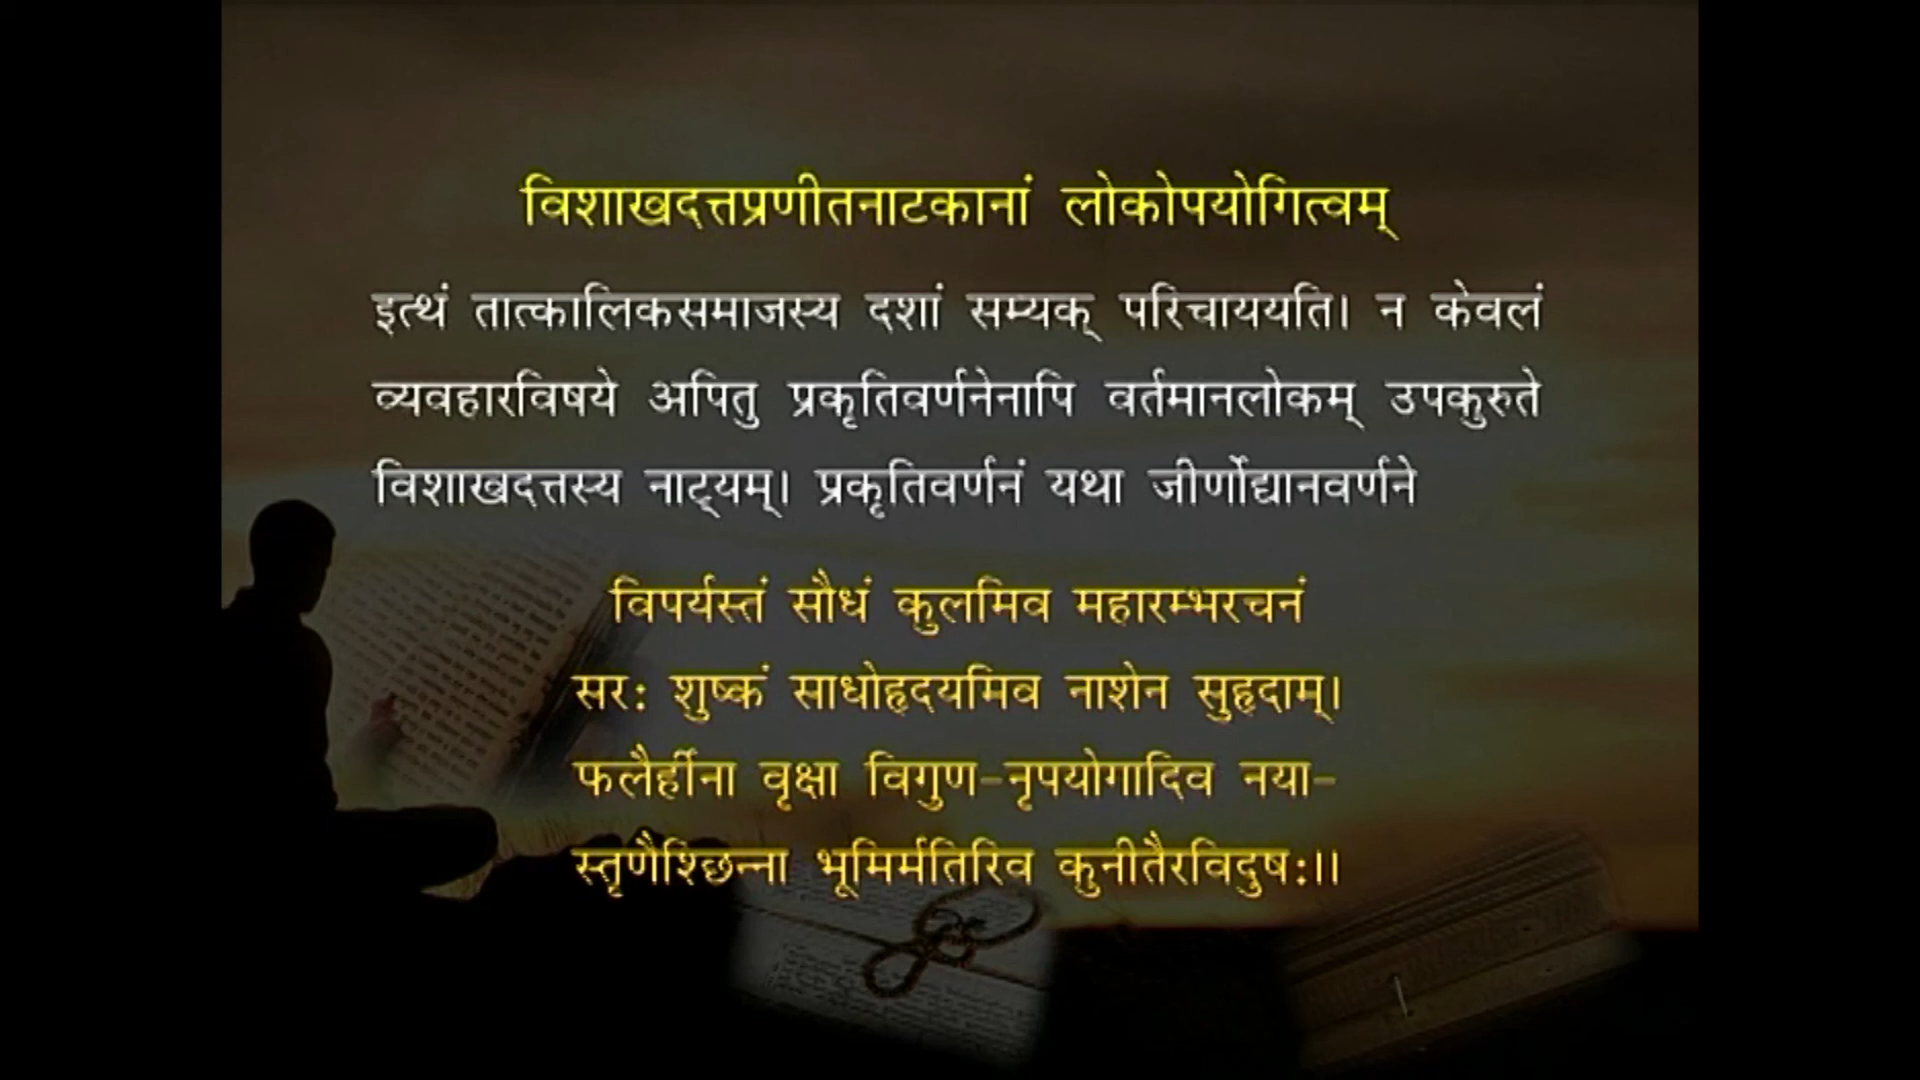 विशाखदत्तप्रणीतनाटकानां लोकोपयोगित्वम्
इत्थं तात्कालिकसमाजस्य दशां सम्यक् परिचाययति। न केवलं
व्यवहारविषये अपितु प्रकृतिवर्णनेनापि वर्तमानलोकम् उपकुरुते
विशाखदत्तस्य नाट्यम्। प्रकृतिवर्णनं यथा जीर्णोद्यानवर्णने
विपर्यस्तं सौधं कुलमिव महारम्भरचनं
सरः शुष्कं साधोहृदयमिव नाशेन सुहृदाम्।
फलैर्हीना वृक्षा विगुण-नृपयोगादिव नया-
स्तृणैश्छिन्ना भूमिर्मतिरिव कुनीतैरविदुषः।।